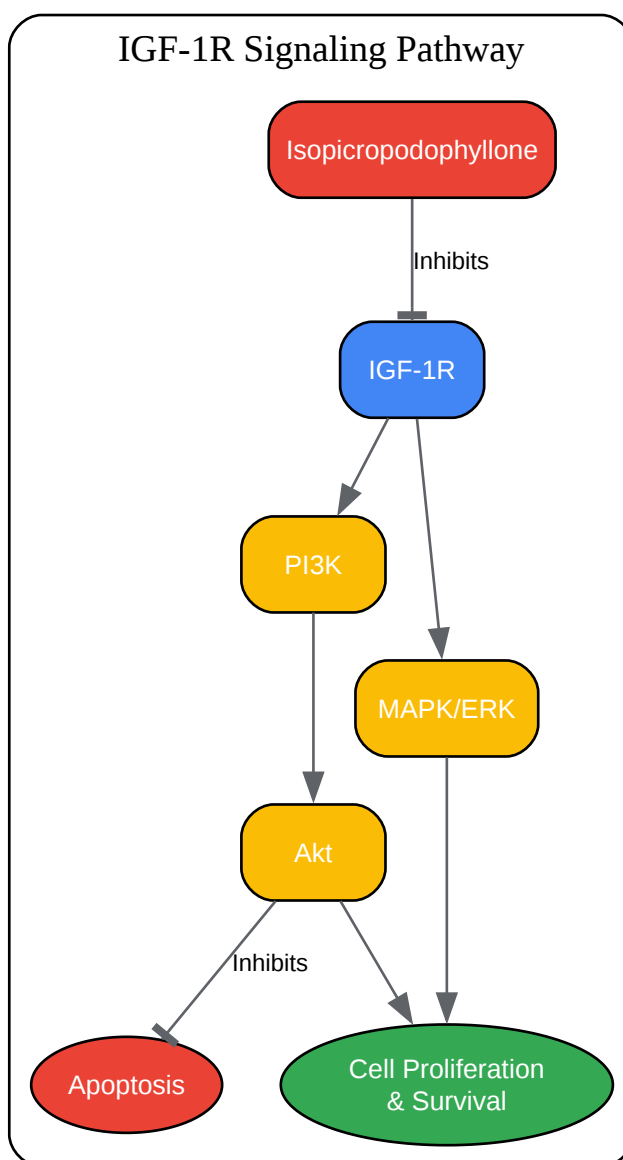 IGF-1R Signaling Pathway
Isopicropodophyllone
Inhibits
IGF-1R
PI3K
MAPK/ERK
Akt
Inhibits
Apoptosis
Cell Proliferation
& Survival